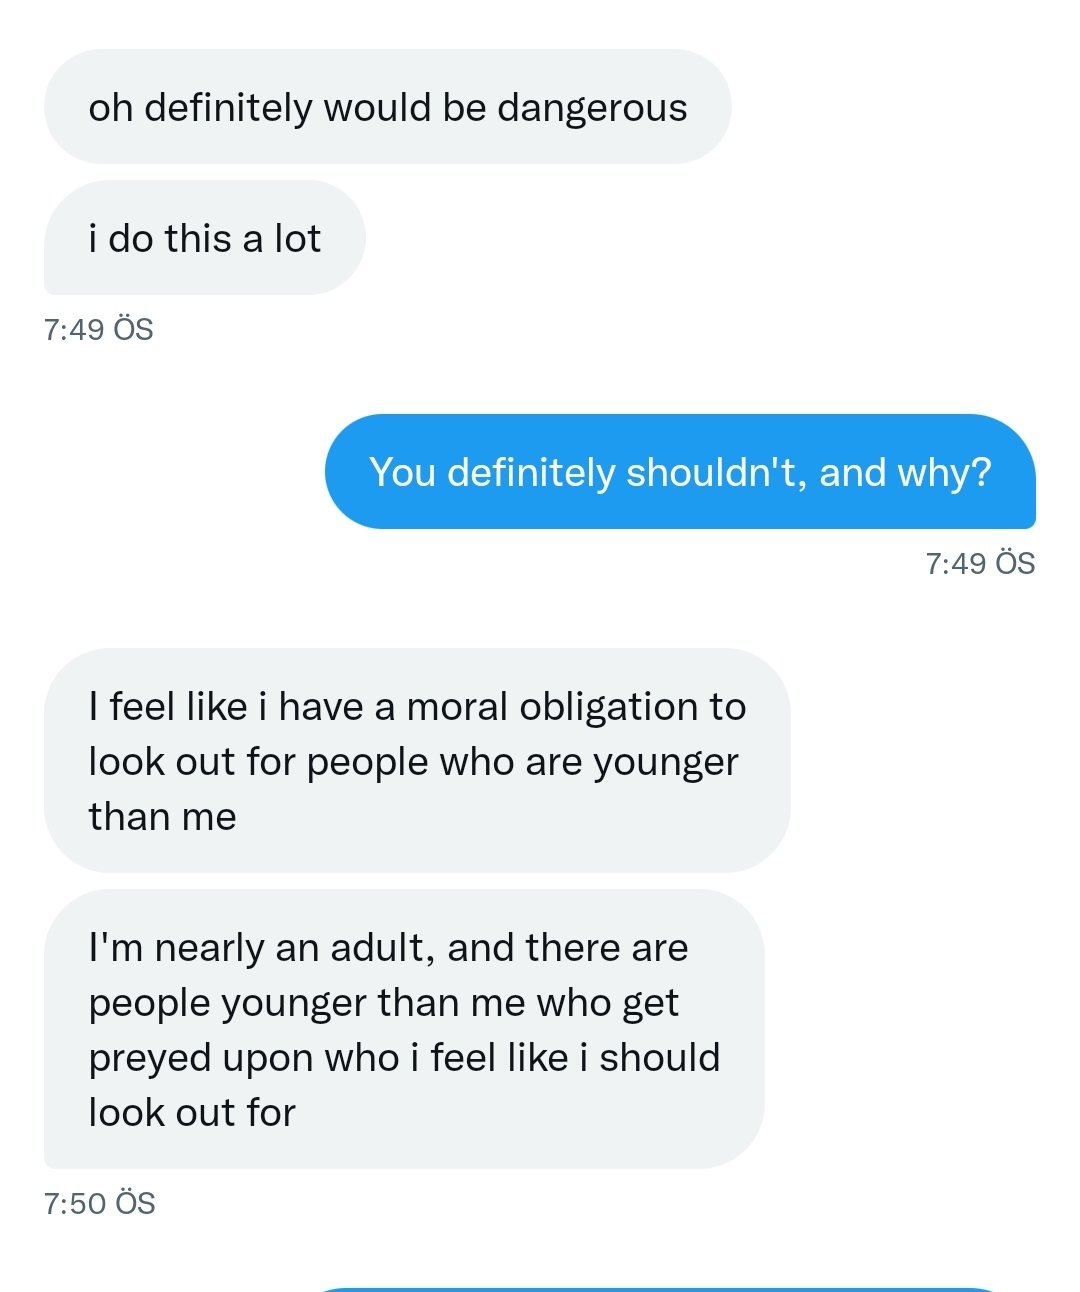 oh definitely would be dangerous
i do this a lot
7:49 ÖS
You definitely shouldn't, and why?
7:49 ÖS
I feel like i have a moral obligation to
look out for people who are younger
than me
I'm nearly an adult, and there are
people younger than me who get
preyed upon who i feel like i should
look out for
7:50 ÖS